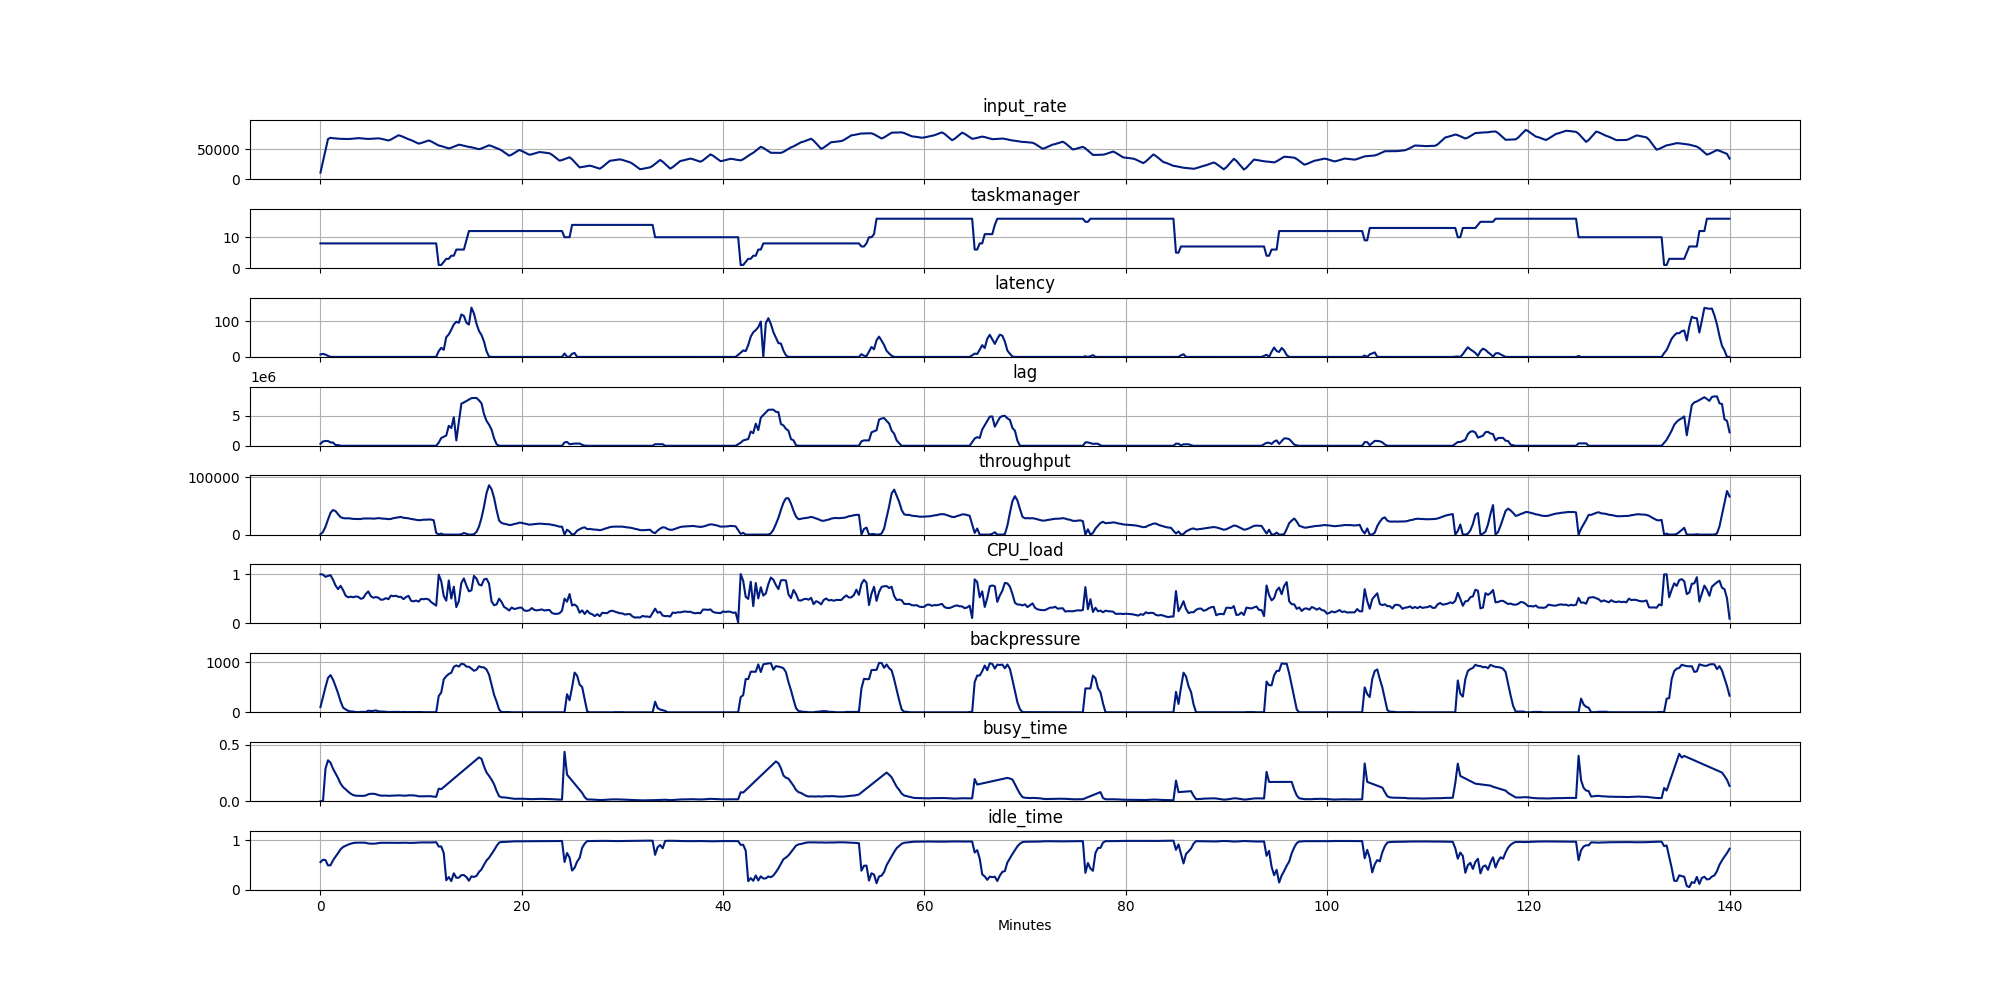 input_rate
50000
0
taskmanager
10
0
latency
100
0
1e6
lag
5
0
throughput
100000
0
CPU_load
1
0
backpressure
1000
0
busy_time
0.5
0.0
idle_time
1
0
0 20 40 60 80 100 120 140
Minutes